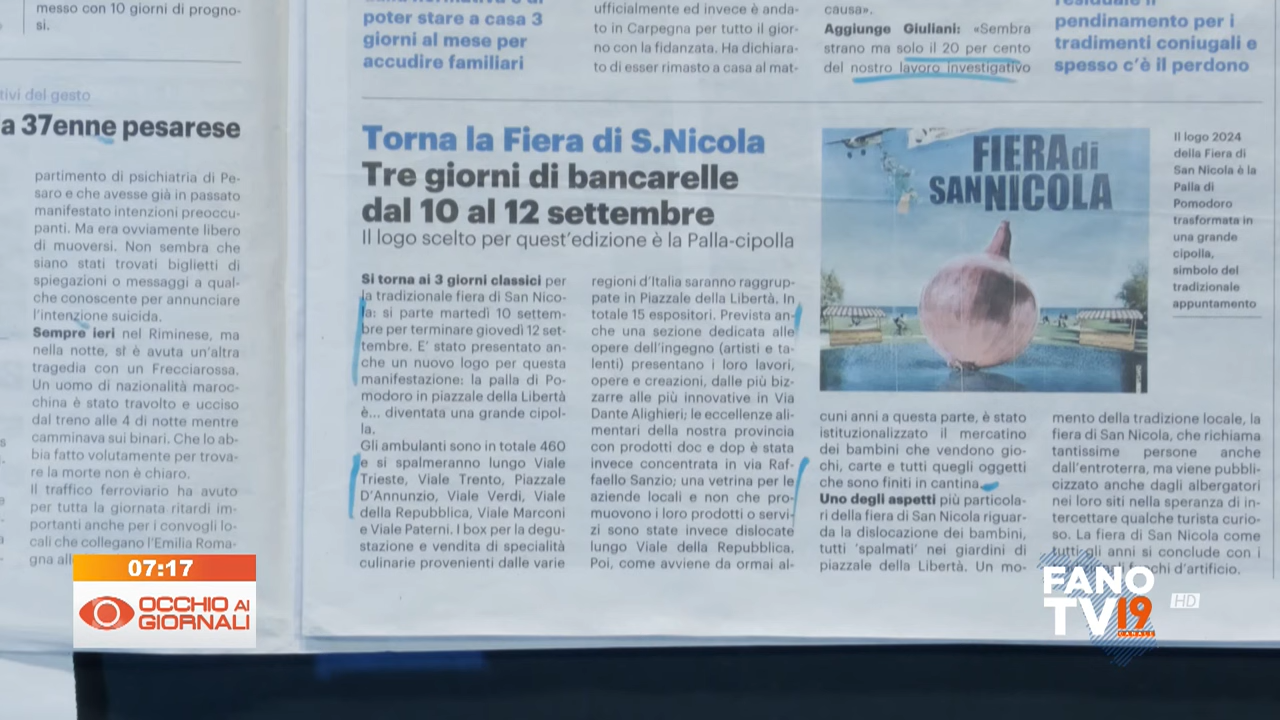 messo con 10 giorni di progno-
si.
tivi del gesto
a 37enne pesarese
partimento di psichiatria di Pe-
saro e che avesse già in passato
manifestato intenzioni preoccu-
panti. Ma era ovviamente libero
di muoversi. Non sembra che
siano stati trovati biglietti di
spiegazioni o messaggi a qual-
che conoscente per annunciare
l'intenzione suicida.
Sempre ieri nel Riminese, ma
nella notte, si è avuta un'altra
tragedia con un Frecciarossa.
Un uomo di nazionalità maroc-
china è stato travolto e ucciso
dal treno alle 4 di notte mentre
camminava sui binari. Che lo ab-
bia fatto volutamente per trova-
re la morte non è chiaro.
Il traffico ferroviario ha avuto
per tutta la giornata ritardi im-
portanti anche per i convogli lo-
cali che collegano l'Emilia Roma-
gna all
poter stare a casa 3
giorni al mese per
accudire familiari
ufficialmente ed invece è anda-
to in Carpegna per tutto il gior-
no con la fidanzata. Ha dichiara-
to di esser rimasto a casa al mat-
causa».
Aggiunge Giuliani: «Sembra
strano ma solo il 20 per cento
del nostro lavoro investigativo
pendinamento per i
tradimenti coniugali e
spesso c'è il perdono
Torna la Fiera di S.Nicola
Tre giorni di bancarelle
dal 10 al 12 settembre
Il logo scelto per quest'edizione è la Palla-cipolla
Si torna ai 3 giorni classici per
la tradizionale fiera di San Nico-
la: si parte martedì 10 settem-
bre per terminare giovedì 12 set-
tembre. E' stato presentato an-
che un nuovo logo per questa
manifestazione: la palla di Po-
modoro in piazzale della Libertà
è... diventata una grande cipol-
la.
Gli ambulanti sono in totale 460
e si spalmeranno lungo Viale
Trieste, Viale Trento, Piazzale
D'Annunzio, Viale Verdi, Viale
della Repubblica, Viale Marconi
e Viale Paterni. I box per la degu-
stazione e vendita di specialità
culinarie provenienti dalle varie
regioni d'Italia saranno raggrup-
pate in Piazzale della Libertà. In
totale 15 espositori. Prevista an-
che una sezione dedicata alle
opere dell'ingegno (artisti e ta-
lenti) presentano i loro lavori,
opere e creazioni, dalle più biz-
zarre alle più innovative in Via
Dante Alighieri; le eccellenze ali-
mentari della nostra provincia
con prodotti doc e dop è stata
invece concentrata in via Raf-
faello Sanzio; una vetrina per le
aziende locali e non che pro-
muovono i loro prodotti o servi-
zi sono state invece dislocate
lungo Viale della Repubblica.
Poi, come avviene da ormai al-
FIERA di
SAN NICOLA
Il logo 2024
della Fiera di
San Nicola è la
Palla di
Pomodoro
trasformata in
una grande
cipolla,
simbolo del
tradizionale
appuntamento
cuni anni a questa parte, è stato
istituzionalizzato il mercatino
dei bambini che vendono gio-
chi, carte e tutti quegli oggetti
che sono finiti in cantina.
Uno degli aspetti più particola-
ri della fiera di San Nicola riguar-
da la dislocazione dei bambini,
tutti 'spalmati' nei giardini di
piazzale della Libertà. Un mo-
mento della tradizione locale, la
fiera di San Nicola, che richiama
tantissime persone anche
dall'entroterra, ma viene pubbli-
cizzato anche dagli albergatori
nei loro siti nella speranza di in-
tercettare qualche turista curio-
so. La fiera di San Nicola come
tutti gli anni si conclude con i
fuochi d'artificio.
07:17
OCCHIO AI
GIORNALI
FANO
TV 19
CANALE
HD